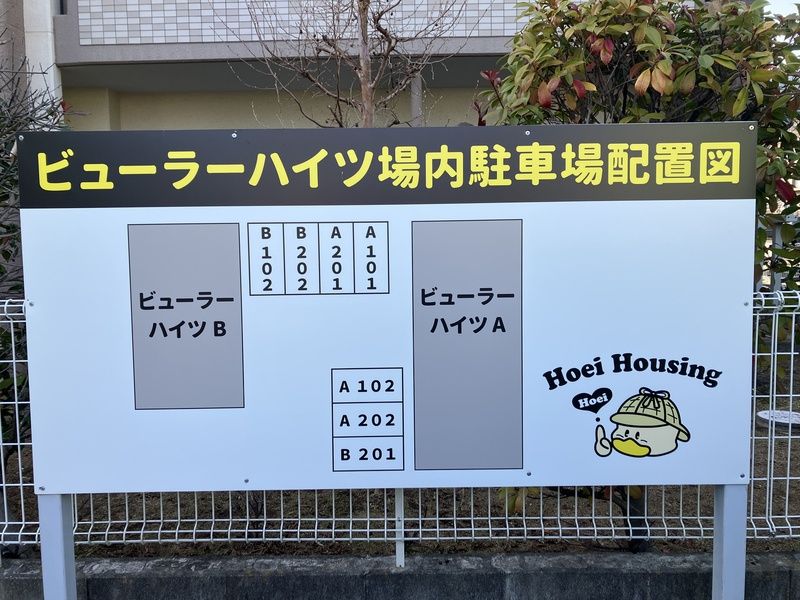 ビューラーハイツ場内駐車場配置図
B102
B202
A201
A101
ビューラー
ハイツB
ビューラー
ハイツA
A 102
A 202
B 201
Hoei Housing
Hoei